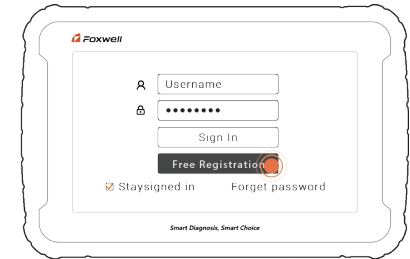 Foxwell
Username
Sign In
Free Registration
Staysigned in Forget password
Smart Diagnosis, Smart Choice